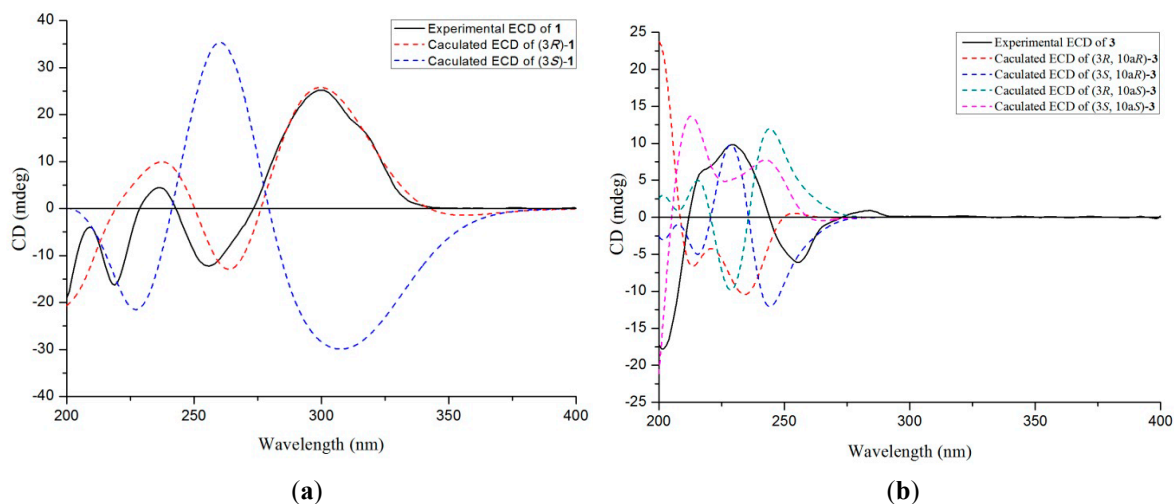 Experimental ECD of 1
Caculated ECD of (3R)-1
Caculated ECD of (3S)-1
40
30
20
10
0
-10
-20
-30
-40
CD (mdeg)
200
250
300
350
400
Wavelength (nm)
(a)
Experimental ECD of 3
Caculated ECD of (3R, 10aR)-3
Caculated ECD of (3S, 10aR)-3
Caculated ECD of (3R, 10aS)-3
Caculated ECD of (3S, 10aS)-3
25
20
15
10
5
0
-5
-10
-15
-20
-25
CD (mdeg)
200
250
300
350
400
Wavelength (nm)
(b)